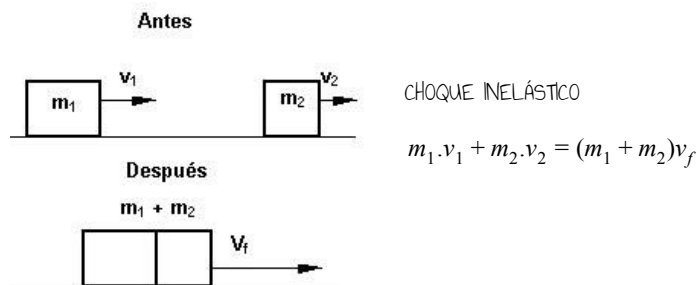 Antes
v₁ v₂
m₁ m₂
CHOQUE INELÁSTICO
m₁.v₁ + m₂.v₂ = (m₁ + m₂)v_f
Después
m₁ + m₂
V_f